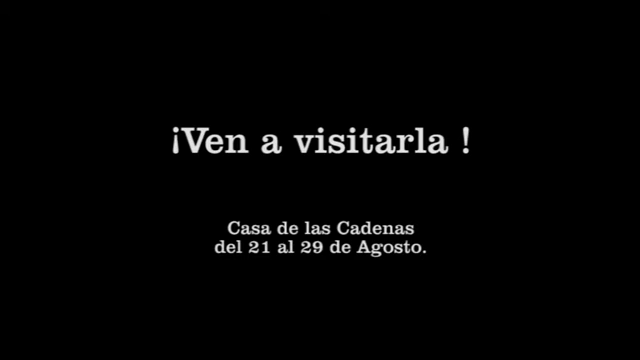 ¡Ven a visitarla !
Casa de las Cadenas
del 21 al 29 de Agosto.